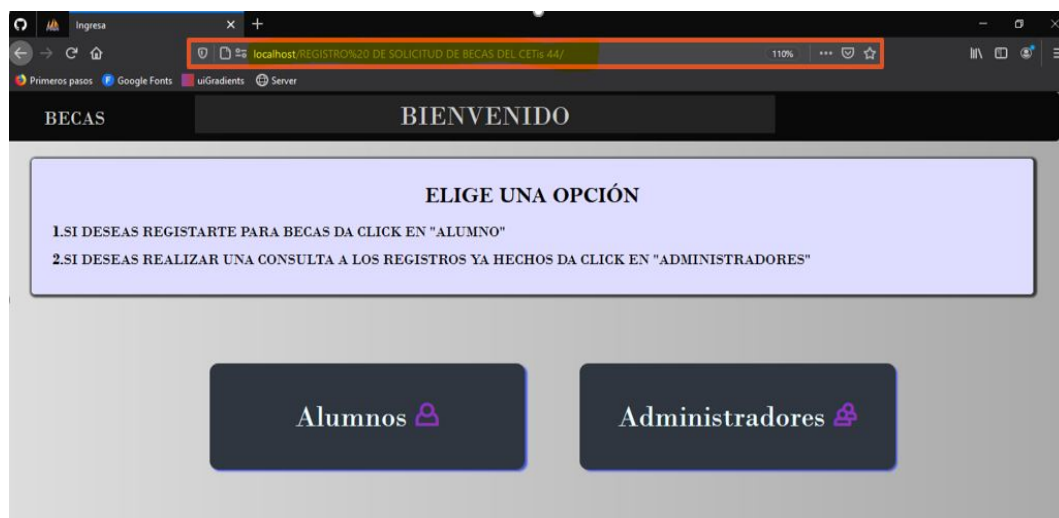 Ingresa
localhost/REGISTRO%20 DE SOLICITUD DE BECAS DEL CETis 44/ 110%
Primeros pasos Google Fonts uiGradients Server
BECAS BIENVENIDO
ELIGE UNA OPCIÓN
1.SI DESEAS REGISTARTE PARA BECAS DA CLICK EN "ALUMNO"
2.SI DESEAS REALIZAR UNA CONSULTA A LOS REGISTROS YA HECHOS DA CLICK EN "ADMINISTRADORES"
Alumnos Administradores